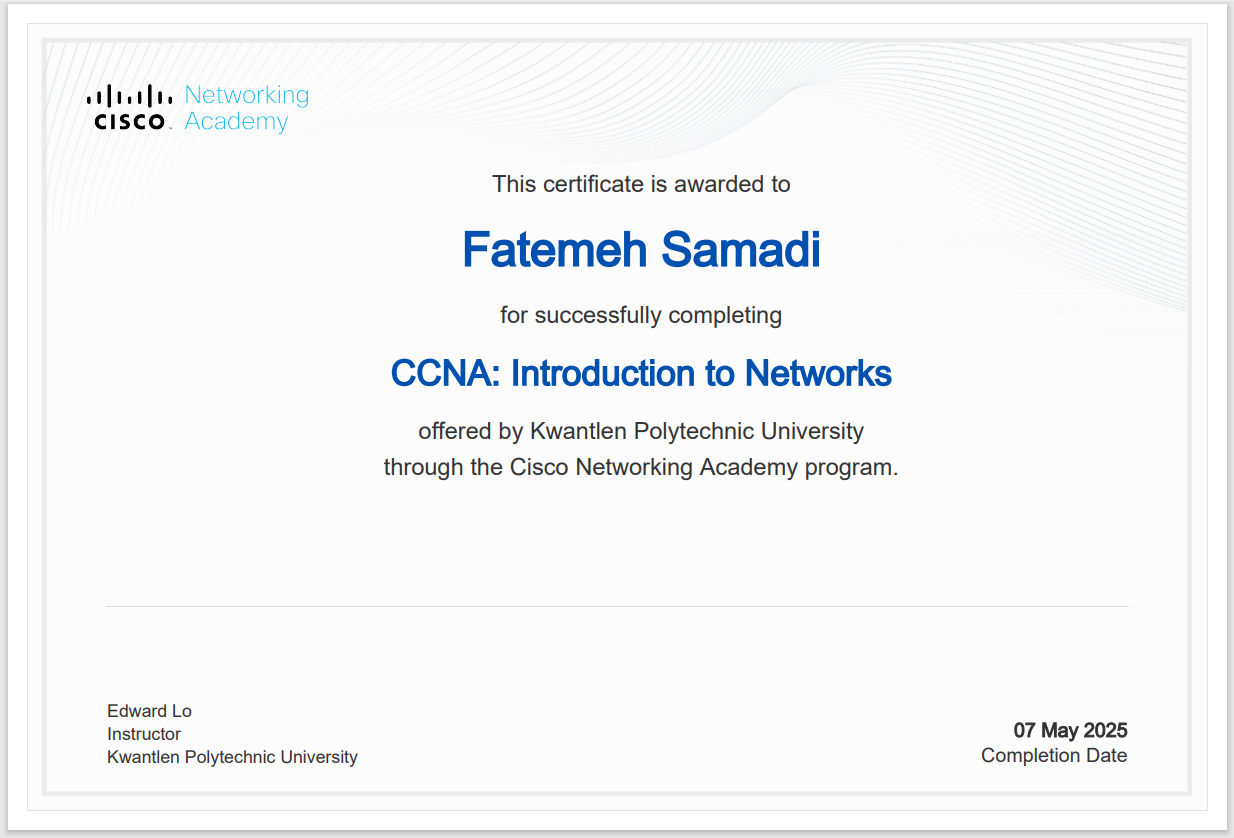 CISCO Networking
Academy
This certificate is awarded to
Fatemeh Samadi
for successfully completing
CCNA: Introduction to Networks
offered by Kwantlen Polytechnic University
through the Cisco Networking Academy program.
Edward Lo
Instructor
Kwantlen Polytechnic University
07 May 2025
Completion Date